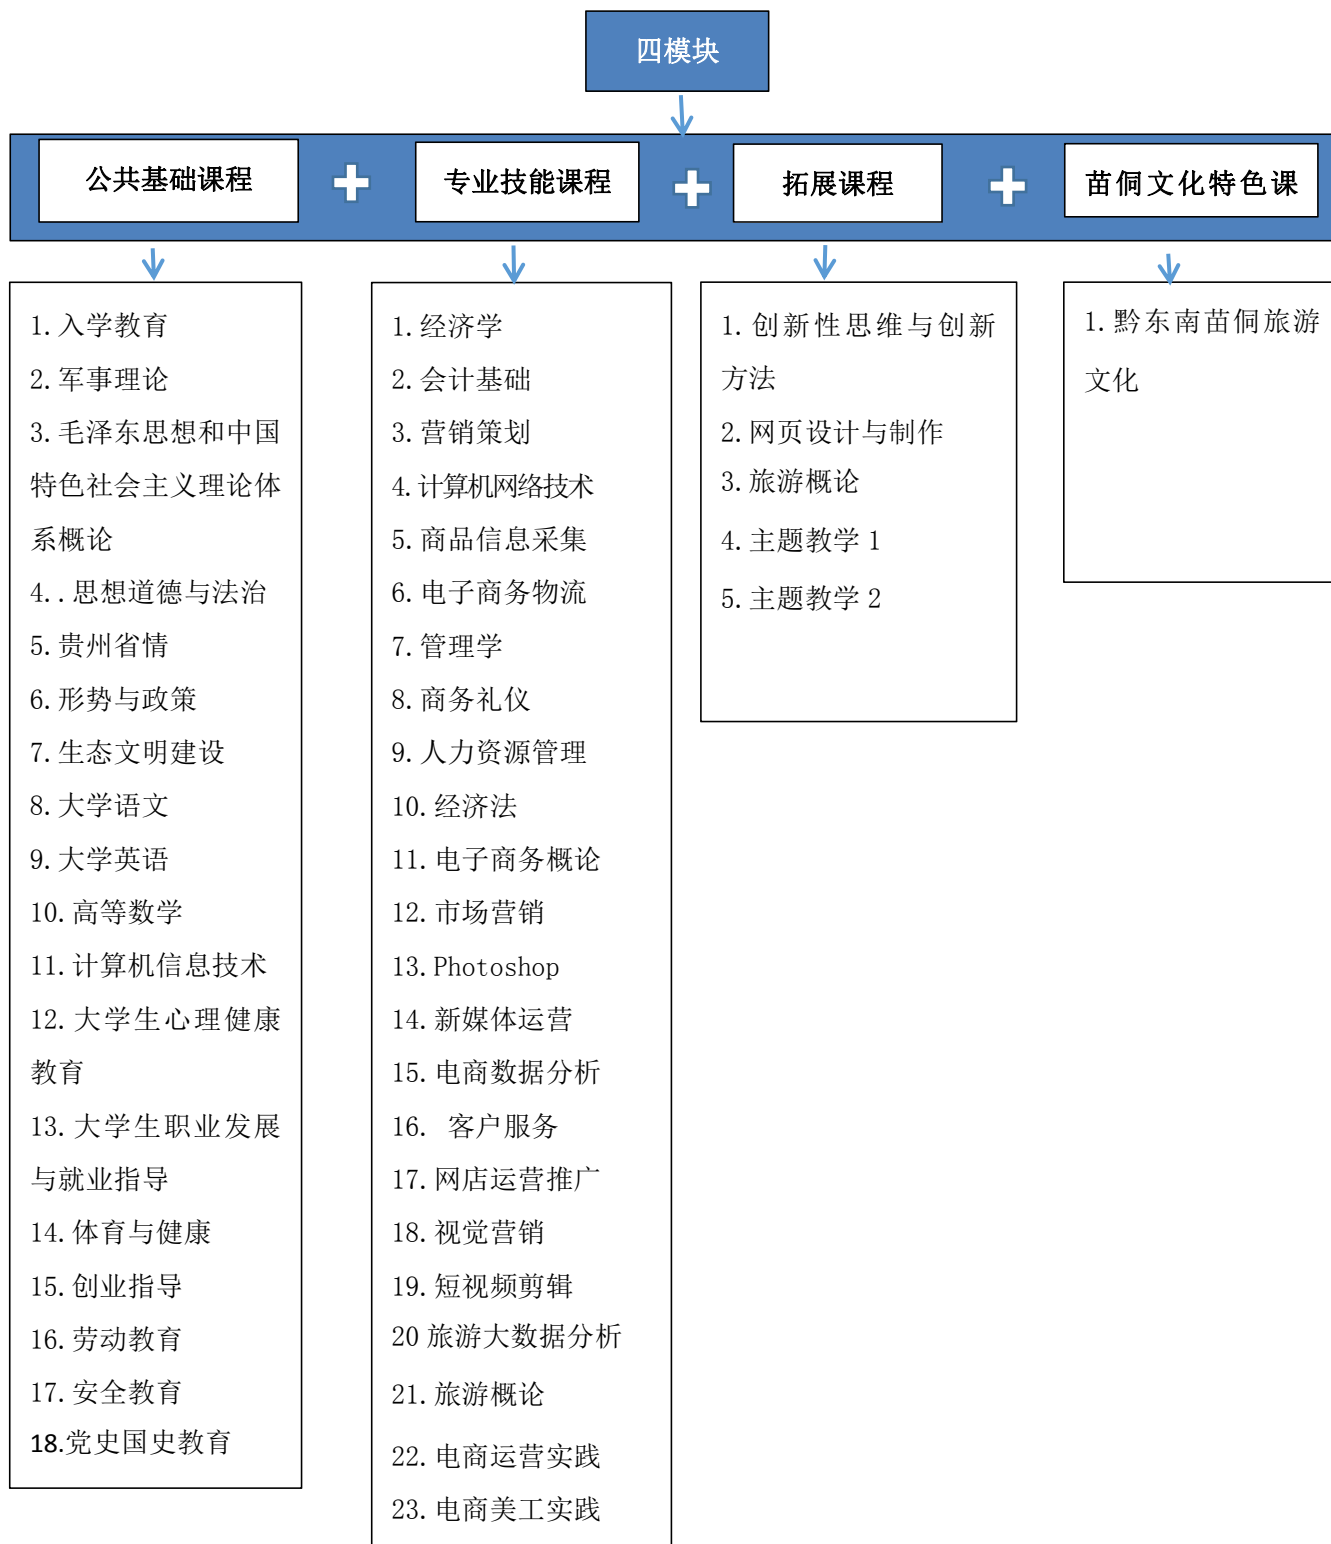 四模块
公共基础课程
专业技能课程
拓展课程
苗侗文化特色课
1.入学教育
2.军事理论
3.毛泽东思想和中国
特色社会主义理论体
系概论
4..思想道德与法治
5.贵州省情
6.形势与政策
7.生态文明建设
8.大学语文
9.大学英语
10.高等数学
11.计算机信息技术
12.大学生心理健康
教育
13.大学生职业发展
与就业指导
14.体育与健康
15.创业指导
16.劳动教育
17.安全教育
18.党史国史教育
1.经济学
2.会计基础
3.营销策划
4.计算机网络技术
5.商品信息采集
6.电子商务物流
7.管理学
8.商务礼仪
9.人力资源管理
10.经济法
11.电子商务概论
12.市场营销
13.Photoshop
14.新媒体运营
15.电商数据分析
16. 客户服务
17.网店运营推广
18.视觉营销
19.短视频剪辑
20 旅游大数据分析
21.旅游概论
22.电商运营实践
23.电商美工实践
1.创新性思维与创新
方法
2.网页设计与制作
3.旅游概论
4.主题教学 1
5.主题教学 2
1.黔东南苗侗旅游
文化